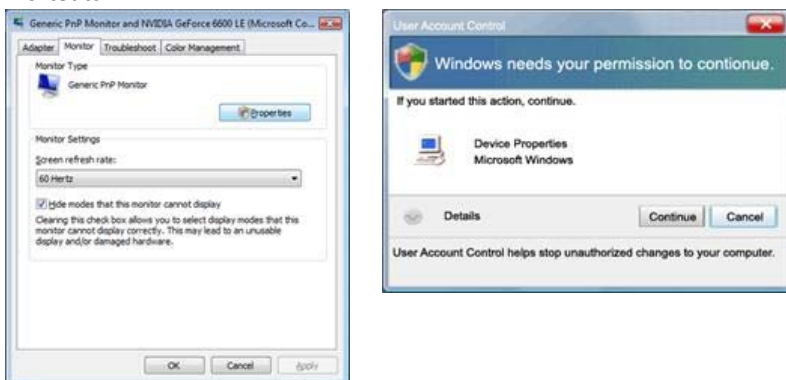 Generic PnP Monitor and NVIDIA GeForce 6600 LE (Microsoft Co...
Adapter Monitor Troubleshoot Color Management
Monitor Type
Generic PnP Monitor
Properties
Monitor Settings
Screen refresh rate:
60 Hertz
Hide modes that this monitor cannot display
Clearing this check box allows you to select display modes that this
monitor cannot display correctly. This may lead to an unusable
display and/or damaged hardware.
OK Cancel Apply
User Account Control
Windows needs your permission to contionue.
If you started this action, continue.
Device Properties
Microsoft Windows
Details Continue Cancel
User Account Control helps stop unauthorized changes to your computer.